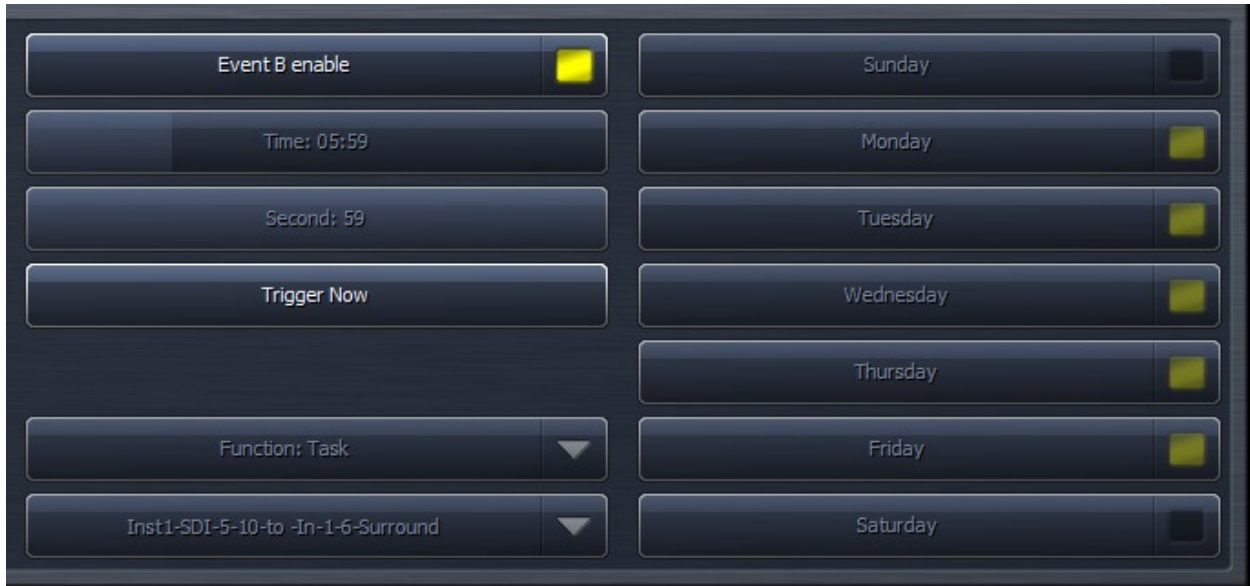 Event B enable
Time: 05:59
Second: 59
Trigger Now
Function: Task
Inst1-SDI-5-10-to -In-1-6-Surround
Sunday
Monday
Tuesday
Wednesday
Thursday
Friday
Saturday